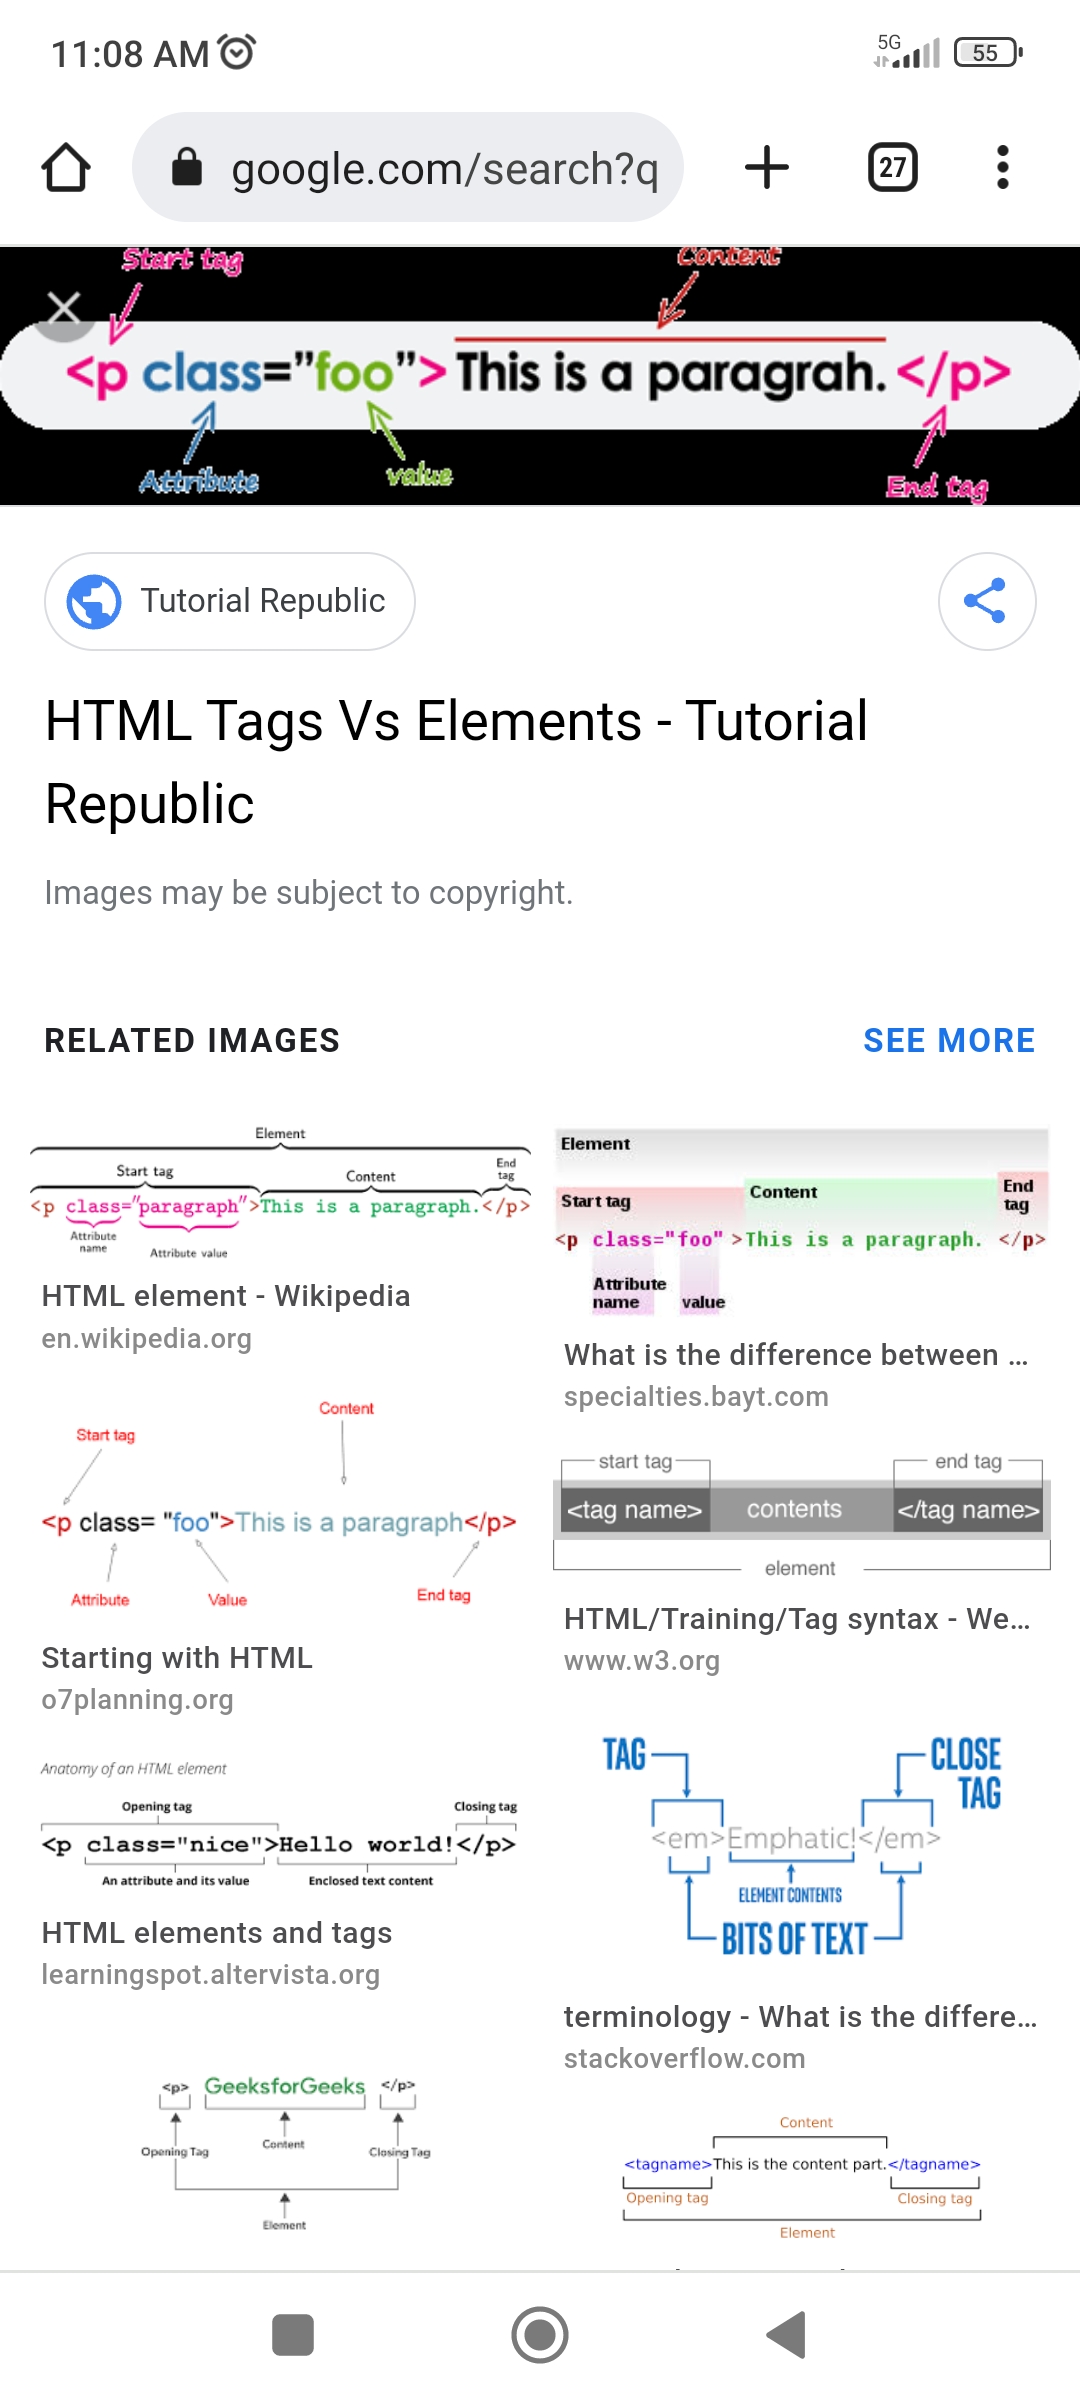 11:08 AM
5G
55
google.com/search?q
27
Start tag
Content
<p class="foo">This is a paragrah.</p>
Attribute
value
End tag
Tutorial Republic
HTML Tags Vs Elements - Tutorial
Republic
Images may be subject to copyright.
RELATED IMAGES
SEE MORE
Element
Start tag
Content
End
tag
<p class="paragraph">This is a paragraph.</p>
Attribute
name
Attribute value
HTML element - Wikipedia
en.wikipedia.org
Element
Start tag
Content
End
tag
<p class="foo" >This is a paragraph. </p>
Attribute
name
value
What is the difference between ...
specialties.bayt.com
Content
Start tag
<p class= "foo">This is a paragraph</p>
Attribute
Value
End tag
Starting with HTML
o7planning.org
start tag
end tag
<tag name>
contents
</tag name>
element
HTML/Training/Tag syntax - We...
www.w3.org
Anatomy of an HTML element
Opening tag
Closing tag
<p class="nice">Hello world!</p>
An attribute and its value
Enclosed text content
HTML elements and tags
learningspot.altervista.org
TAG
CLOSE
TAG
<em>Emphatic!</em>
ELEMENT CONTENTS
BITS OF TEXT
terminology - What is the differe...
stackoverflow.com
<p> GeeksforGeeks </p>
Opening Tag
Content
Closing Tag
Element
Content
<tagname>This is the content part.</tagname>
Opening tag
Closing tag
Element